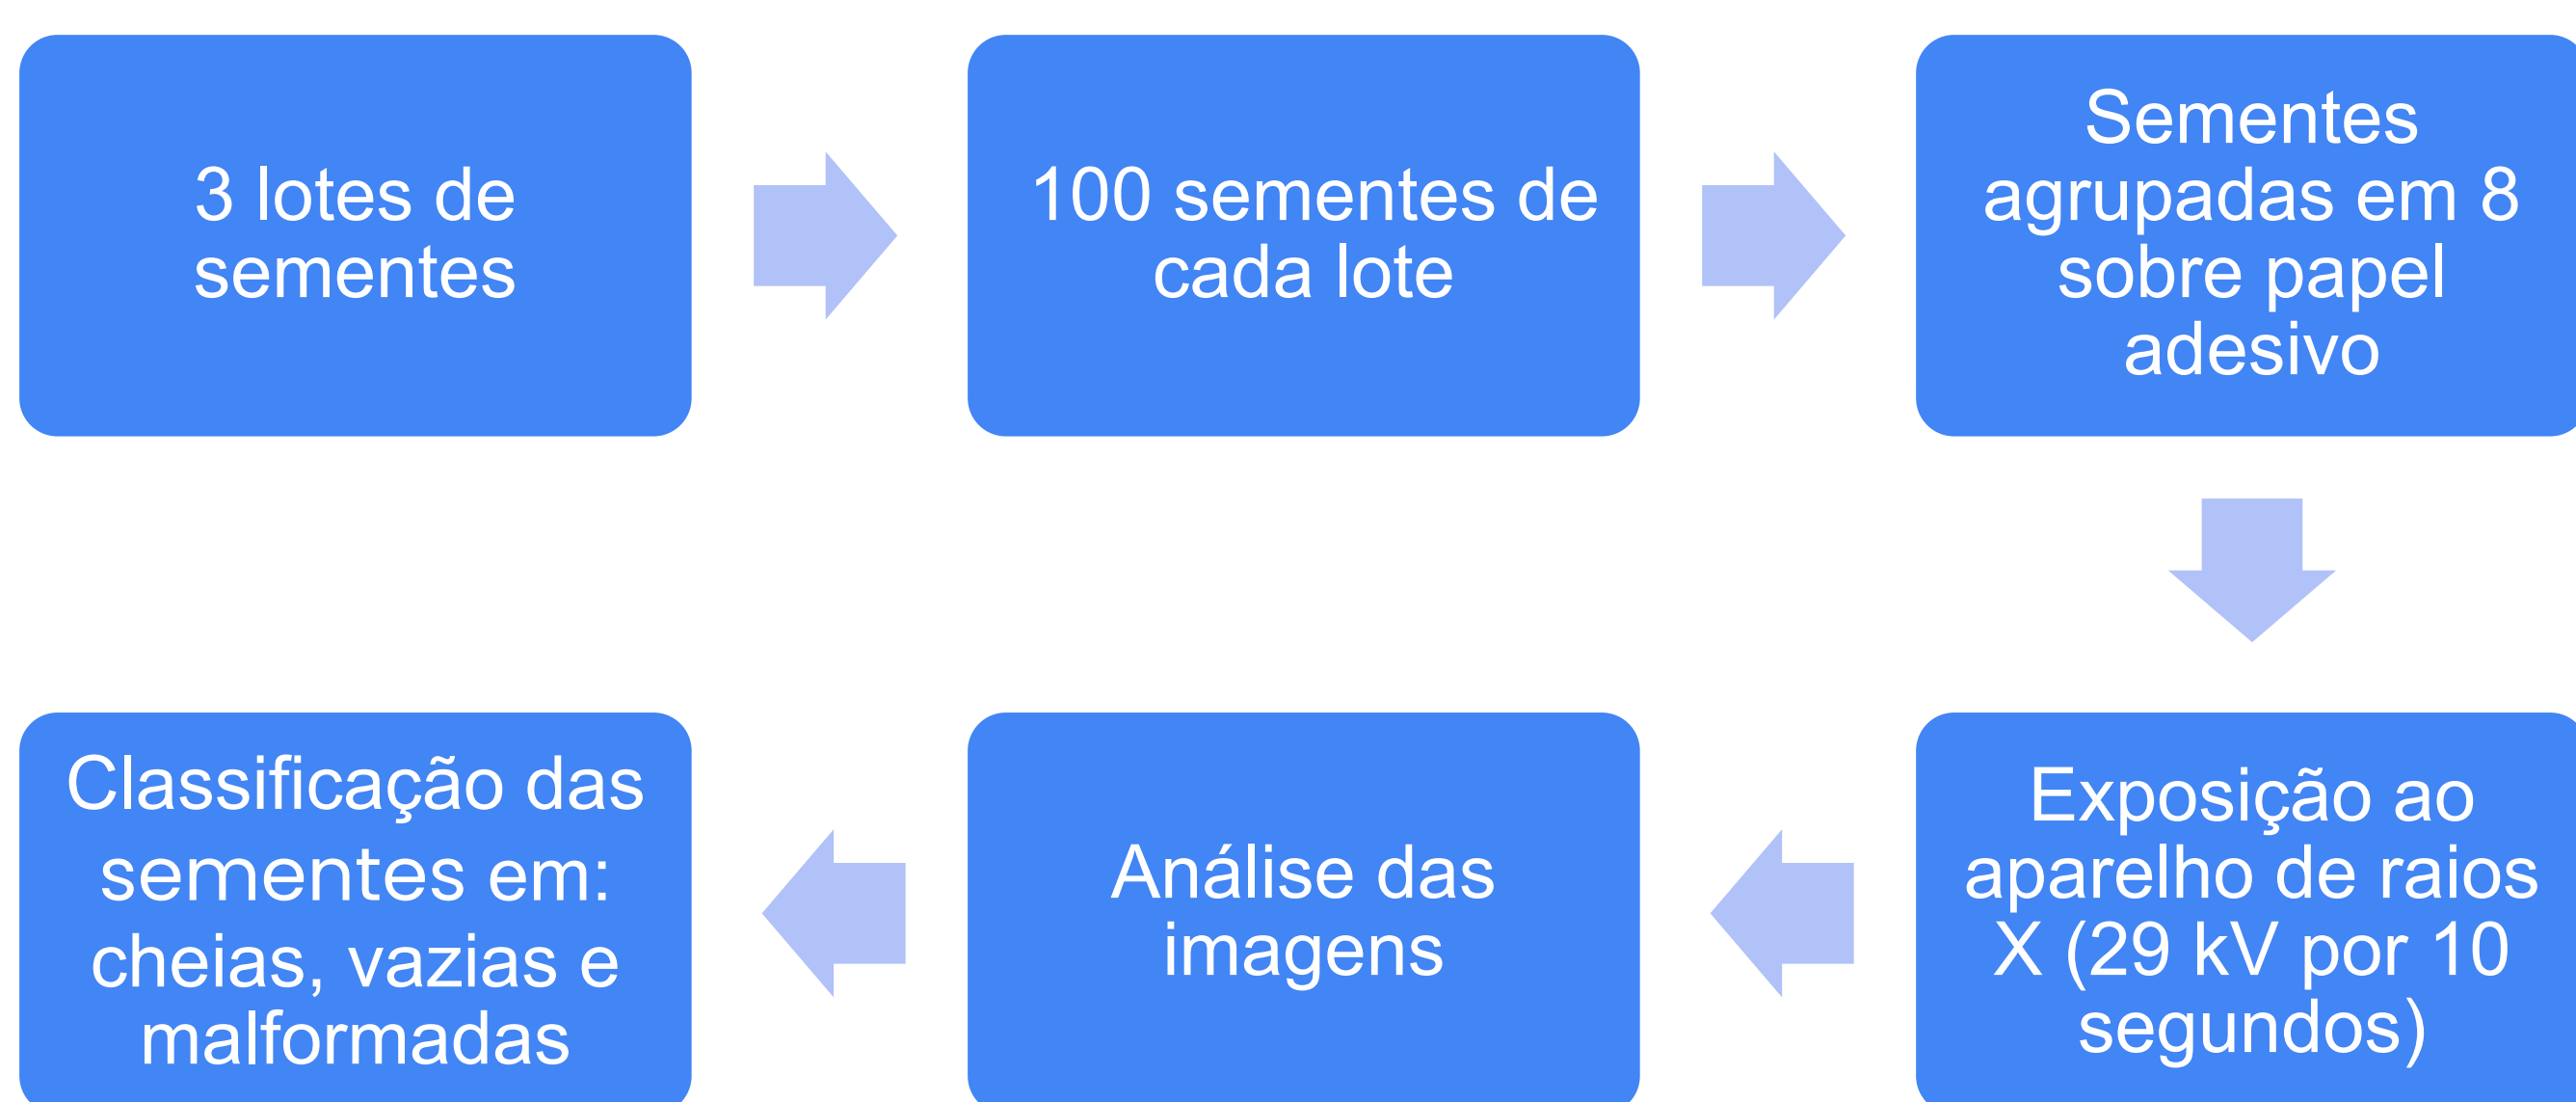 3 lotes de
sementes
100 sementes de
cada lote
Sementes
agrupadas em 8
sobre papel
adesivo
Exposição ao
aparelho de raios
X (29 kV por 10
segundos)
Análise das
imagens
Classificação das
sementes em:
cheias, vazias e
malformadas